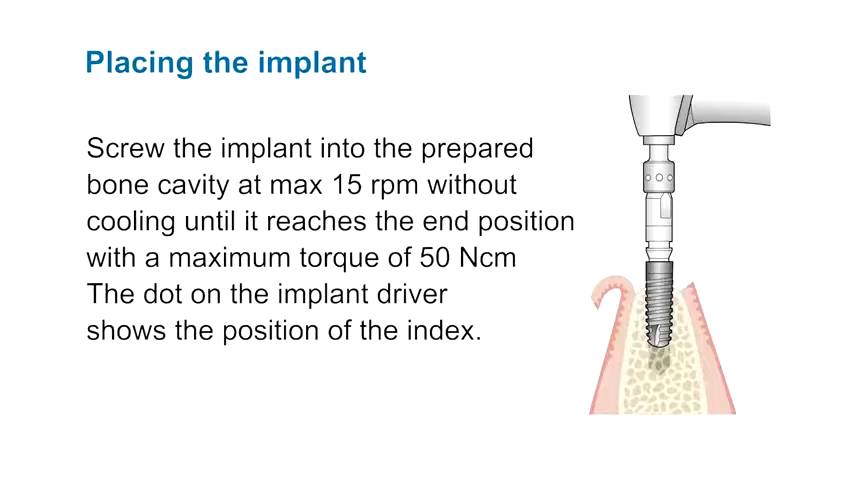 Placing the implant
Screw the implant into the prepared
bone cavity at max 15 rpm without
cooling until it reaches the end position
with a maximum torque of 50 Ncm
The dot on the implant driver
shows the position of the index.